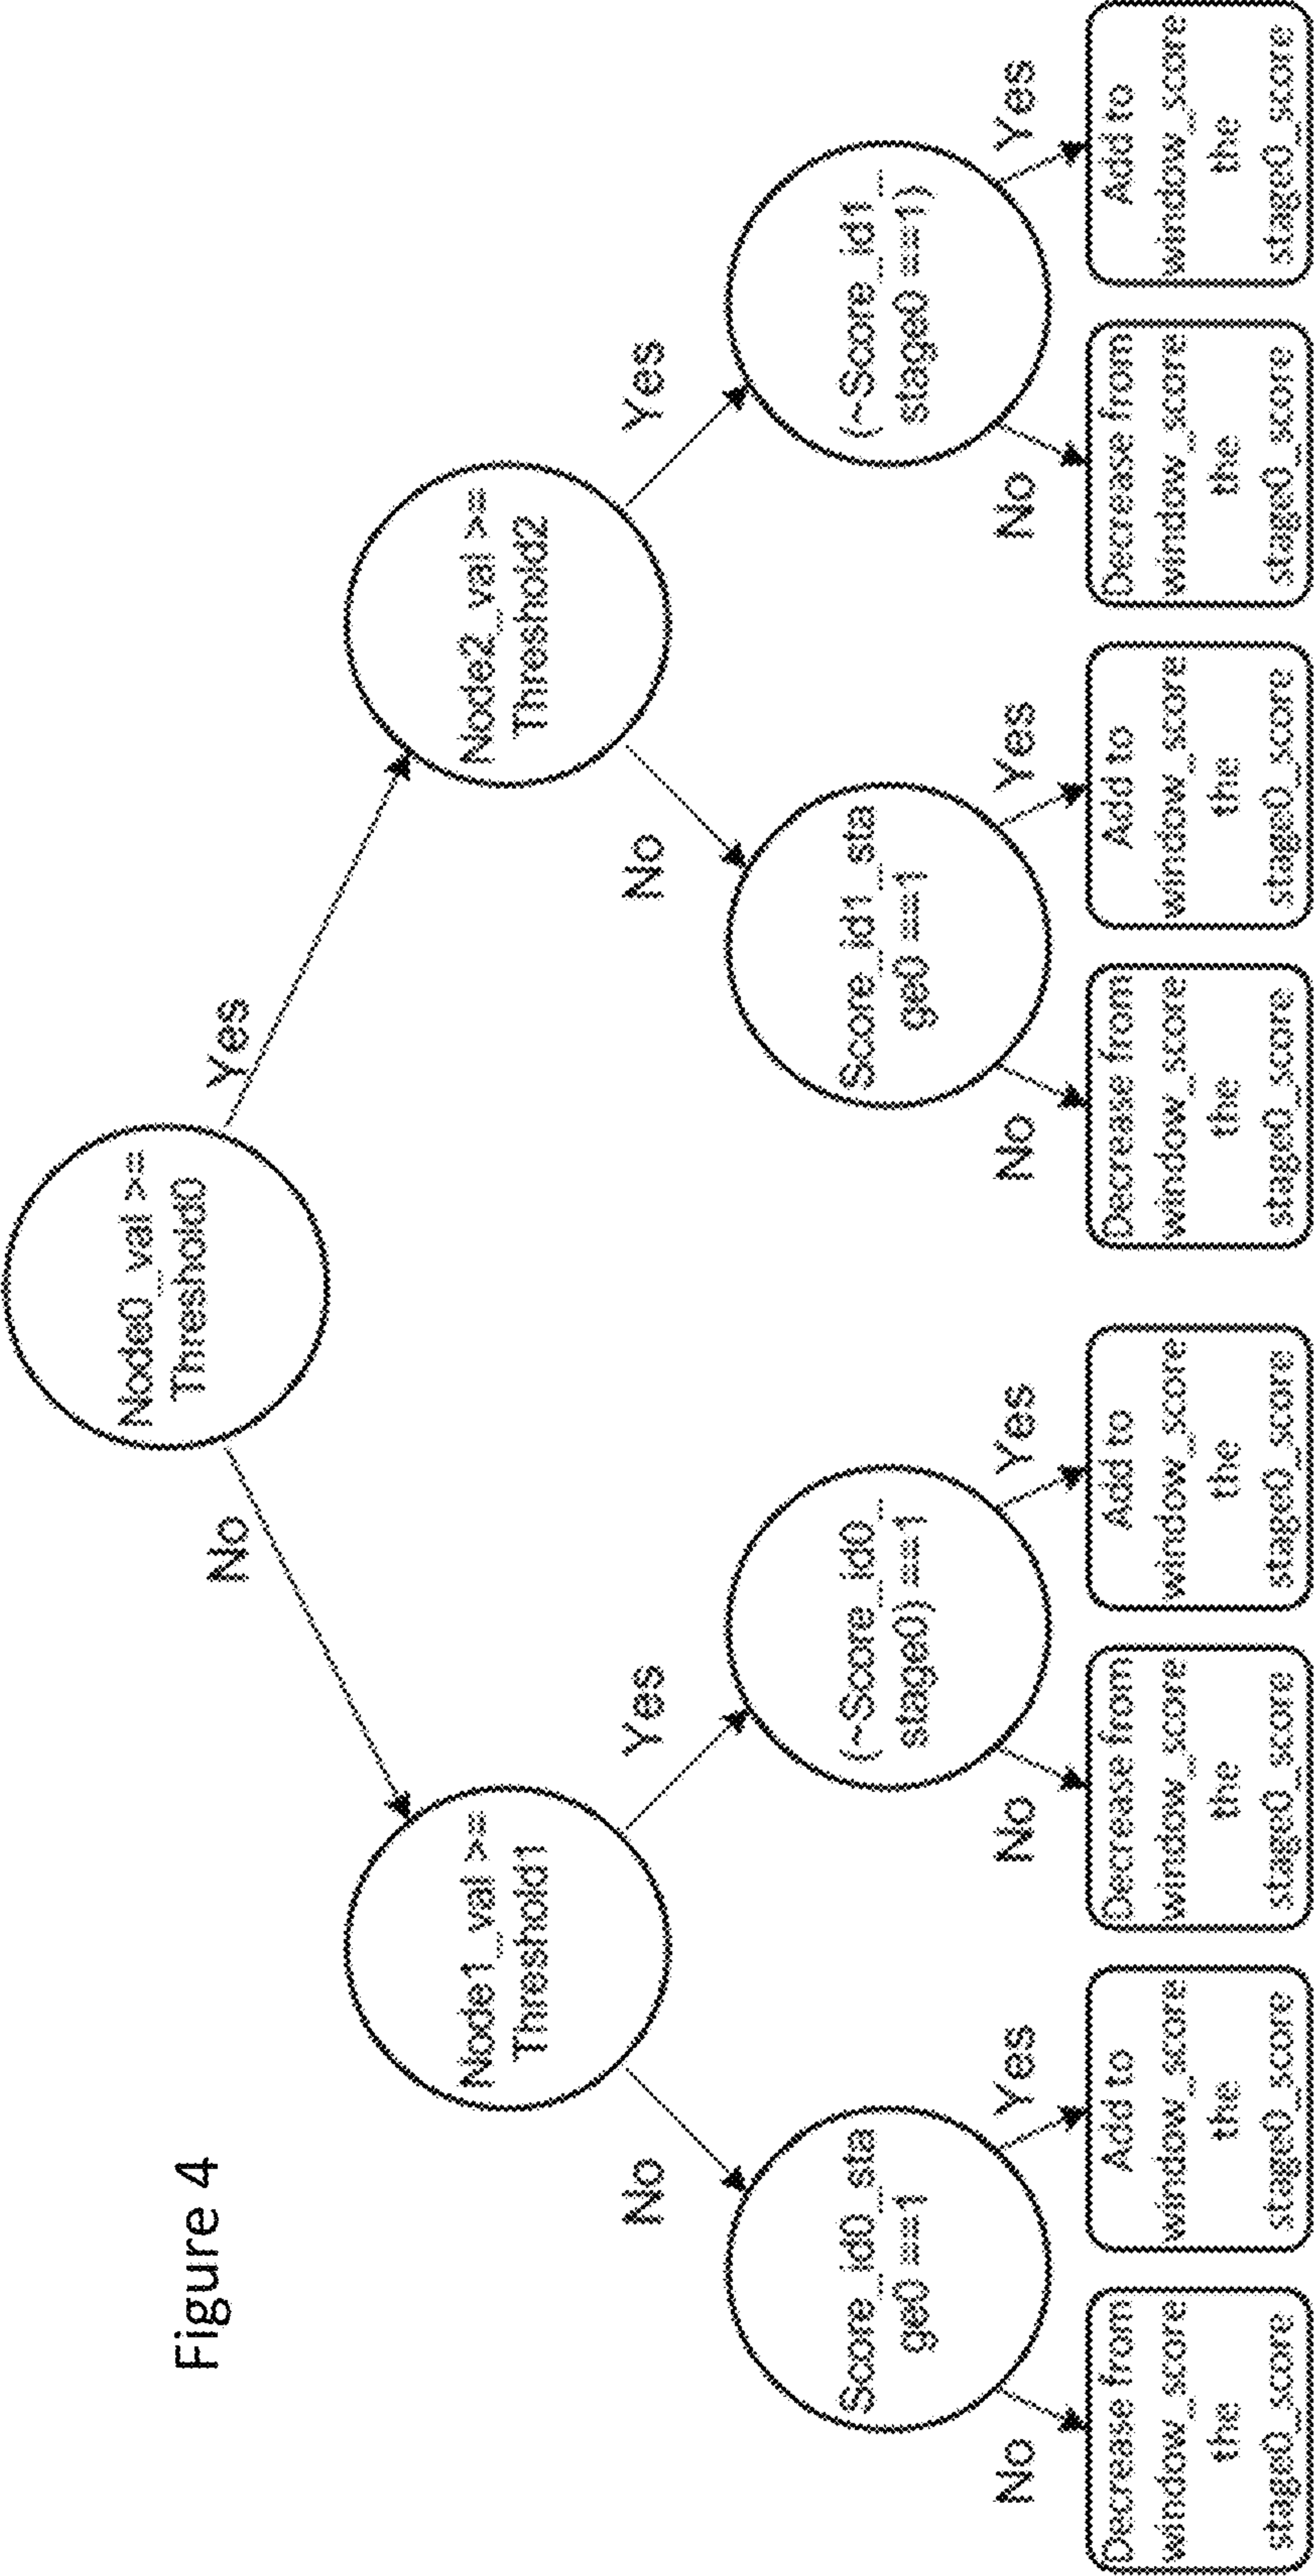 Figure 4
Node0_val >=
Threshold0
No
Yes
Node1_val >=
Threshold1
Node2_val >=
Threshold2
No
Yes
No
Yes
Score_id0_sta
ge0 ==1
(~Score_id0_
stage0) ==1
Score_id1_sta
ge0 ==1
(~Score_id1_
stage0 ==1)
No
Yes
No
Yes
No
Yes
No
Yes
Decrease from
window_score
the
stage0_score
Add to
window_score
the
stage0_score
Decrease from
window_score
the
stage0_score
Add to
window_score
the
stage0_score
Decrease from
window_score
the
stage0_score
Add to
window_score
the
stage0_score
Decrease from
window_score
the
stage0_score
Add to
window_score
the
stage0_score